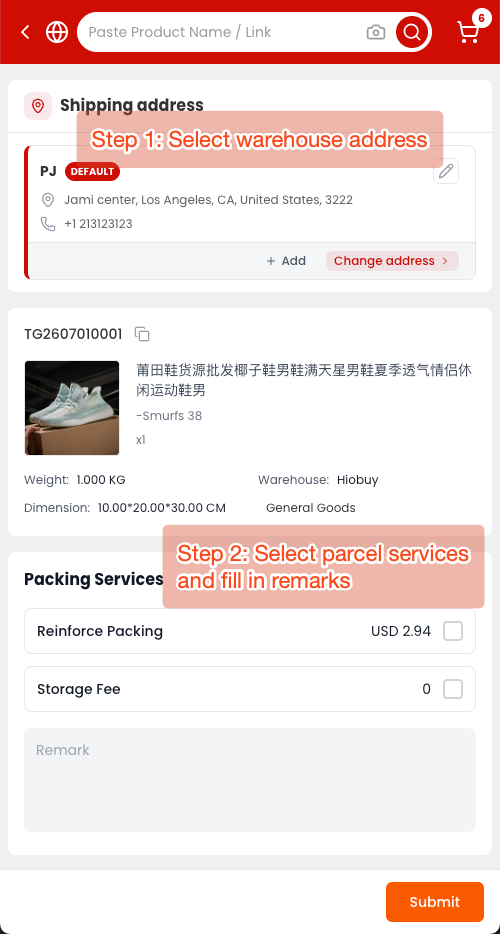 Paste Product Name / Link
6
Shipping address
Step 1: Select warehouse address
PJ DEFAULT
Jami center, Los Angeles, CA, United States, 3222
+1 213123123
+ Add Change address >
TG2607010001
莆田鞋货源批发椰子鞋男鞋满天星男鞋夏季透气情侣休
闲运动鞋男
-Smurfs 38
x1
Weight: 1.000 KG Warehouse: Hiobuy
Dimension: 10.00*20.00*30.00 CM General Goods
Step 2: Select parcel services
and fill in remarks
Packing Services
Reinforce Packing USD 2.94
Storage Fee 0
Remark
Submit